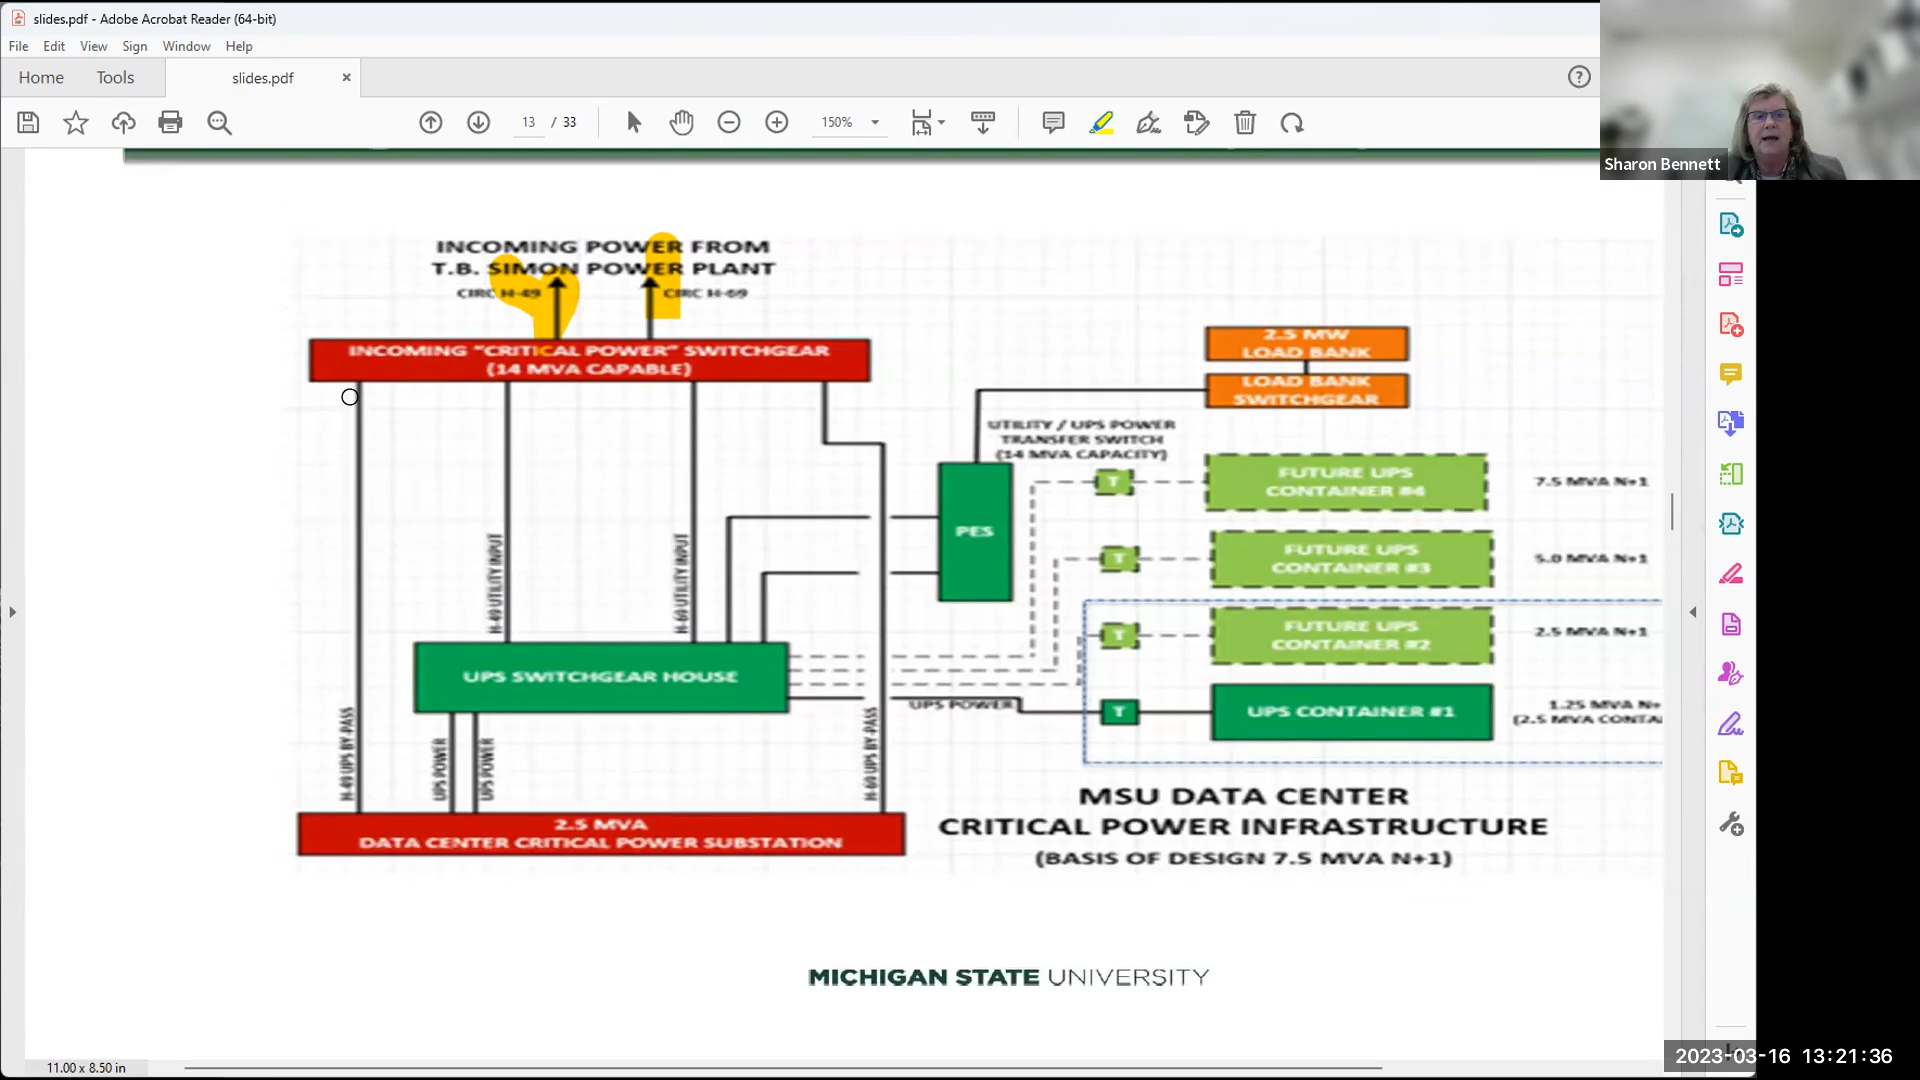 slides.pdf - Adobe Acrobat Reader (64-bit)
File Edit View Sign Window Help
Home Tools slides.pdf
13 / 33 150%
Sharon Bennett
INCOMING POWER FROM
T.B. SIMON POWER PLANT
CIRC H-49 CIRC H-69
INCOMING "CRITICAL POWER" SWITCHGEAR
(14 MVA CAPABLE)
2.5 MW
LOAD BANK
LOAD BANK
SWITCHGEAR
UTILITY / UPS POWER
TRANSFER SWITCH
(14 MVA CAPACITY)
T
FUTURE UPS
CONTAINER #4
7.5 MVA N+1
PES
T
FUTURE UPS
CONTAINER #3
5.0 MVA N+1
H-49 UTILITY INPUT
H-69 UTILITY INPUT
T
FUTURE UPS
CONTAINER #2
2.5 MVA N+1
UPS SWITCHGEAR HOUSE
UPS POWER
T
UPS CONTAINER #1
1.25 MVA N+
(2.5 MVA CONTA
H-49 UPS BY-PASS
UPS POWER
UPS POWER
H-69 UPS BY-PASS
2.5 MVA
DATA CENTER CRITICAL POWER SUBSTATION
MSU DATA CENTER
CRITICAL POWER INFRASTRUCTURE
(BASIS OF DESIGN 7.5 MVA N+1)
MICHIGAN STATE UNIVERSITY
11.00 x 8.50 in
2023-03-16 13:21:36